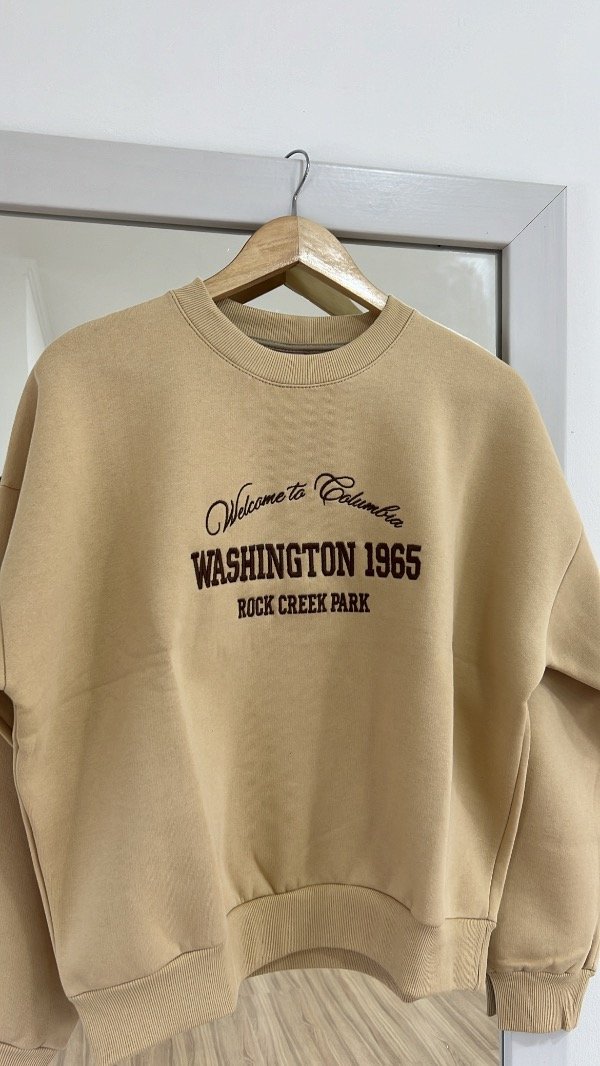 Welcome to Columbia
WASHINGTON 1965
ROCK CREEK PARK